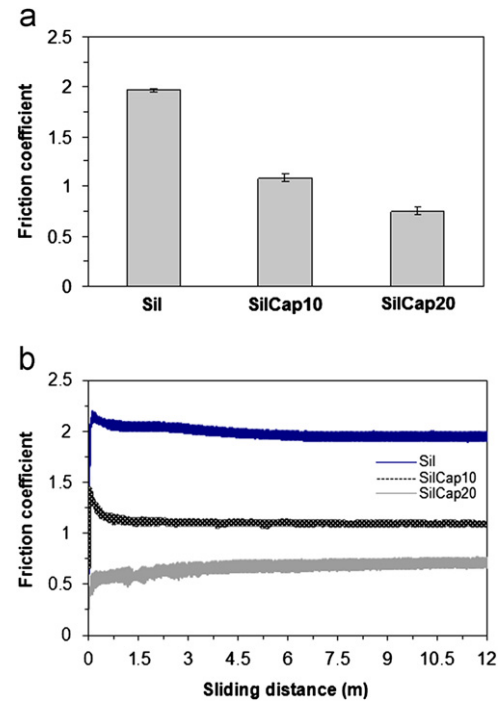 a
2.5
2
1.5
1
0.5
0
Friction coefficient
Sil SilCap10 SilCap20
b
2.5
2
1.5
1
0.5
0
Friction coefficient
Sil
SilCap10
SilCap20
0 1.5 3 4.5 6 7.5 9 10.5 12
Sliding distance (m)